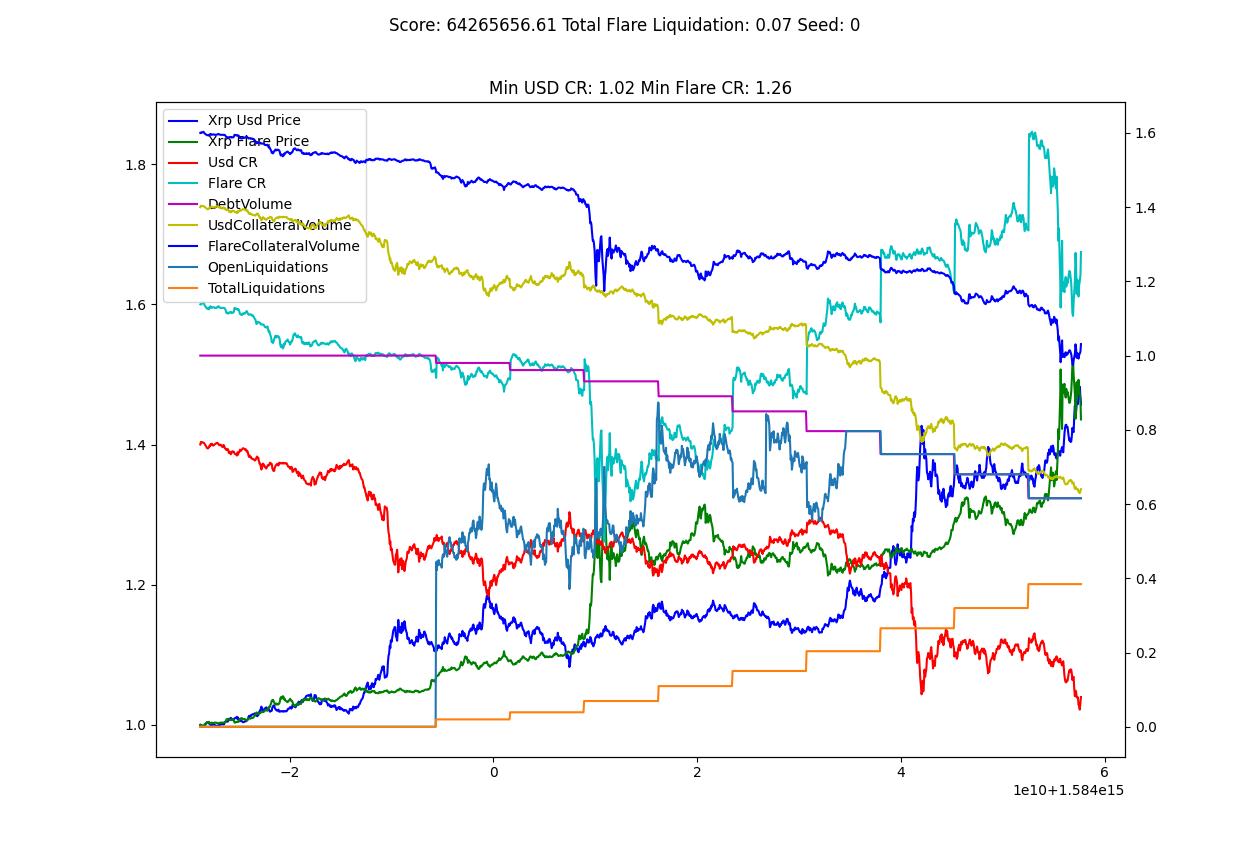 Score: 64265656.61 Total Flare Liquidation: 0.07 Seed: 0
Min USD CR: 1.02 Min Flare CR: 1.26
Xrp Usd Price
Xrp Flare Price
Usd CR
Flare CR
DebtVolume
UsdCollateralVolume
FlareCollateralVolume
OpenLiquidations
TotalLiquidations
1.8
1.6
1.4
1.2
1.0
1.6
1.4
1.2
1.0
0.8
0.6
0.4
0.2
0.0
−2
0
2
4
6
1e10+1.584e15